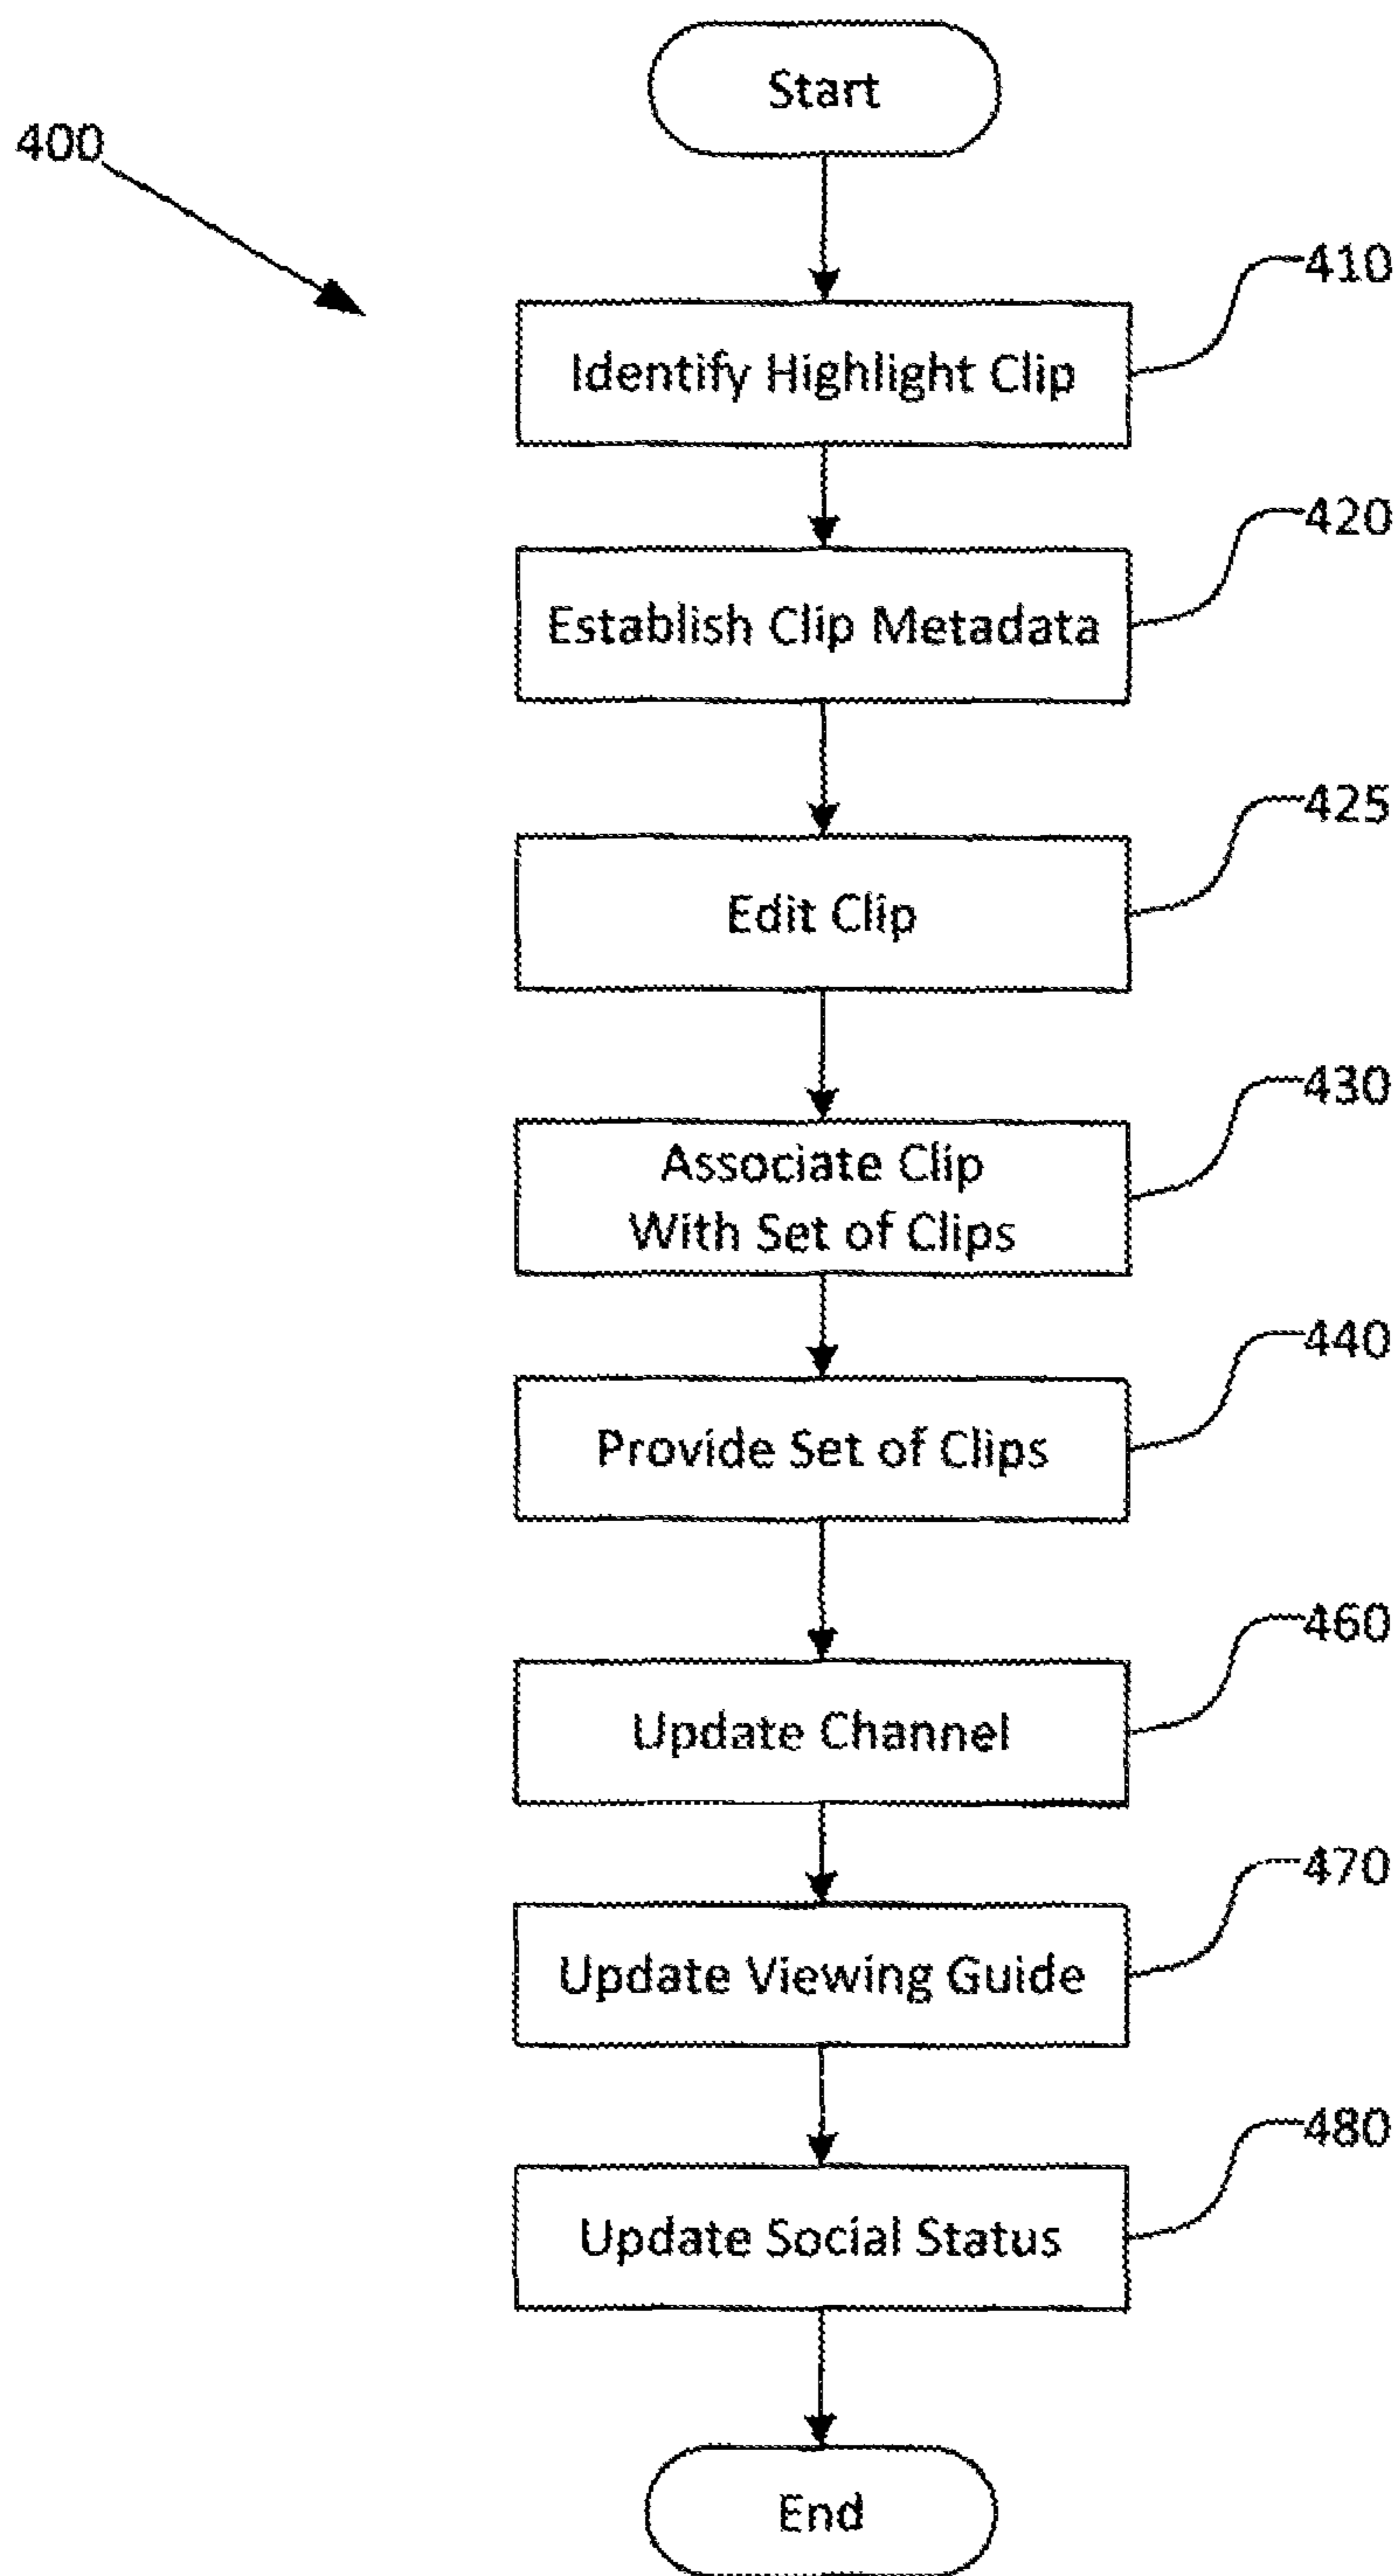 Start
400
410
Identify Highlight Clip
420
Establish Clip Metadata
425
Edit Clip
430
Associate Clip
With Set of Clips
440
Provide Set of Clips
460
Update Channel
470
Update Viewing Guide
480
Update Social Status
End